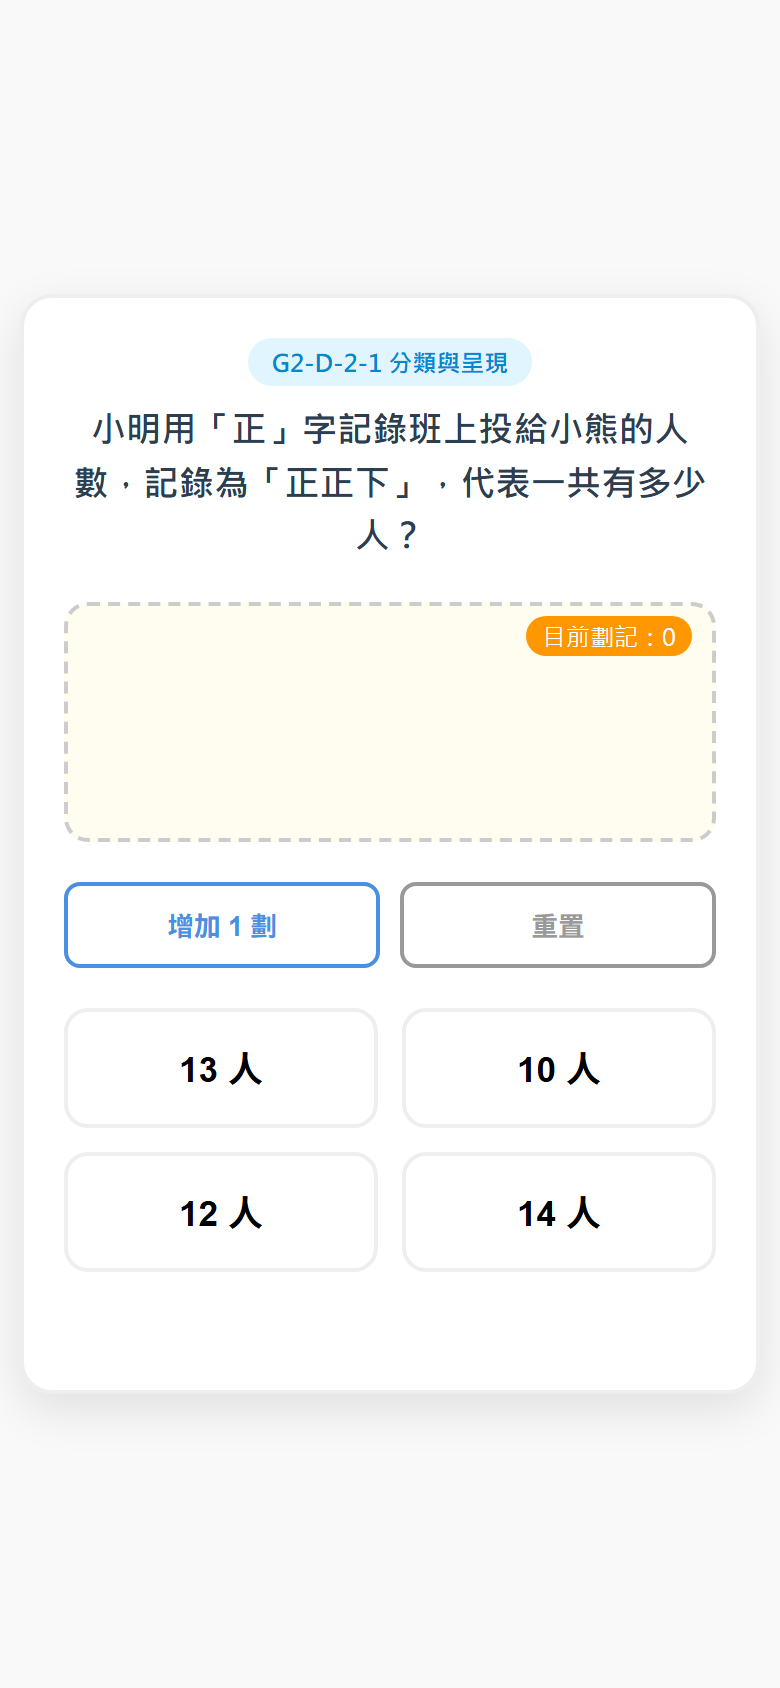 G2-D-2-1 分類與呈現
小明用「正」字記錄班上投給小熊的人
數，記錄為「正正下」，代表一共有多少
人？
目前劃記：0
增加 1 劃
重置
13 人
10 人
12 人
14 人